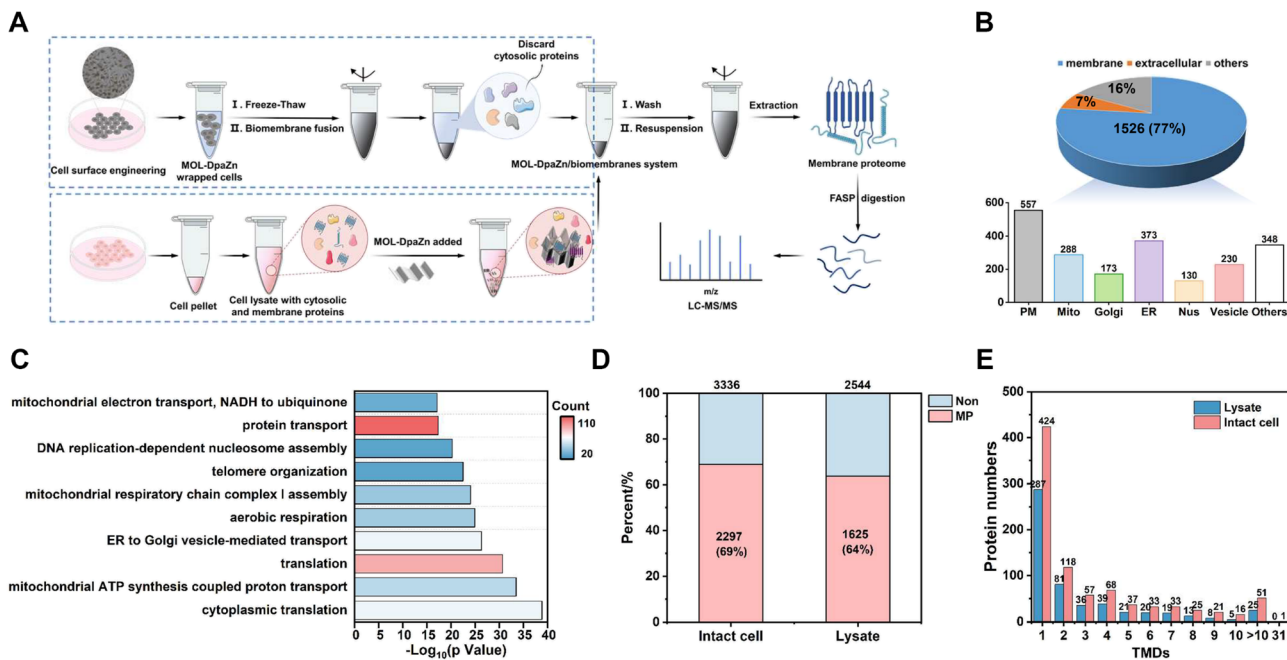 A
Discard
cytosolic proteins
I. Freeze-Thaw
II. Biomembrane fusion
I. Wash
II. Resuspension
Extraction
Cell surface engineering
MOL-DpaZn
wrapped cells
MOL-DpaZn/biomembranes system
Membrane proteome
FASP digestion
MOL-DpaZn added
Cell pellet
Cell lysate with cytosolic
and membrane proteins
m/z
LC-MS/MS
B
membrane extracellular others
16%
7%
1526 (77%)
600
400
200
0
557
288
173
373
130
230
348
PM Mito Golgi ER Nus Vesicle Others
C
mitochondrial electron transport, NADH to ubiquinone
protein transport
DNA replication-dependent nucleosome assembly
telomere organization
mitochondrial respiratory chain complex I assembly
aerobic respiration
ER to Golgi vesicle-mediated transport
translation
mitochondrial ATP synthesis coupled proton transport
cytoplasmic translation
Count
110
20
0 5 10 15 20 25 30 35 40
-Log10(p Value)
D
3336 2544
Non
MP
100
80
60
40
20
0
Percent/%
2297
(69%)
1625
(64%)
Intact cell Lysate
E
Lysate
Intact cell
500
400
300
200
100
0
Protein numbers
287 424
81 118
36 57
39 68
21 37
20 33
19 33
13 25
8 21
5 16
25 51
0 1
1 2 3 4 5 6 7 8 9 10 >10 31
TMDs